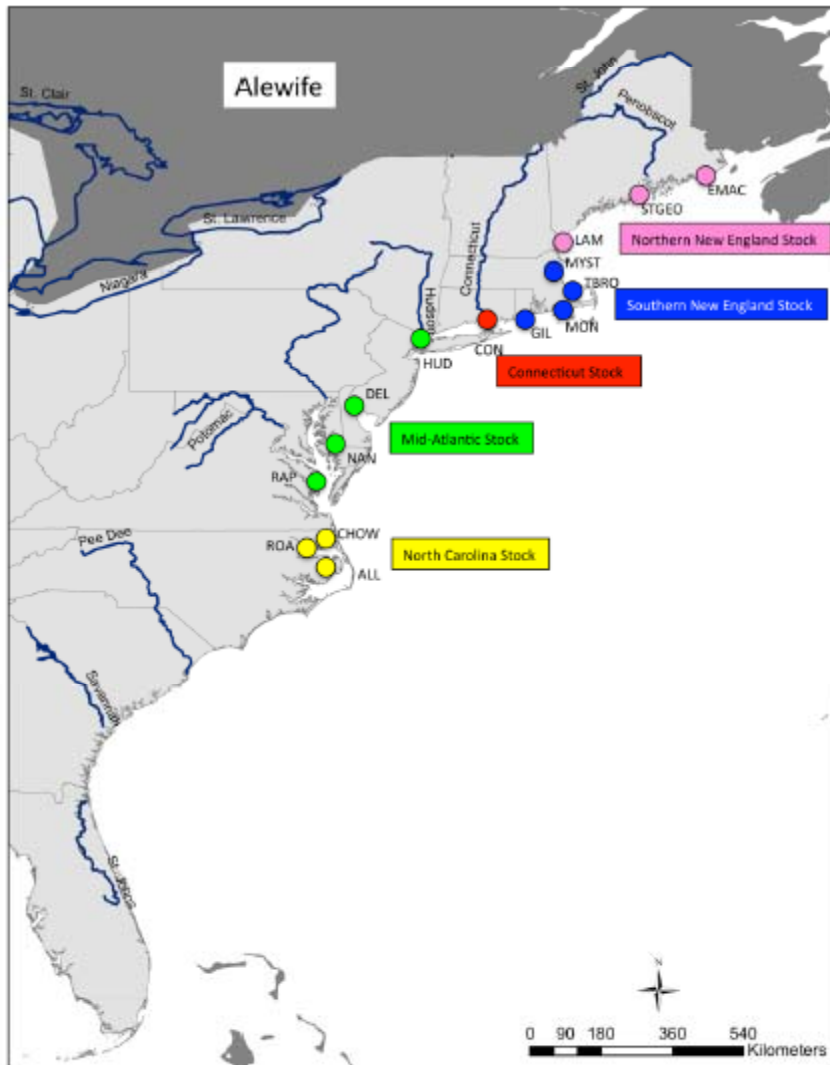 Alewife
St. Clair
St. John
Penobscot
EMAC
STGEO
St. Lawrence
Northern New England Stock
LAM
MYST
Niagara
Connecticut
TBRO
Southern New England Stock
Hudson
MON
GIL
CON
HUD
Connecticut Stock
DEL
Potomac
Mid-Atlantic Stock
NAN
RAP
Pee Dee
CHOW
ROA
North Carolina Stock
ALL
Savannah
St. Johns
N
0 90 180 360 540
Kilometers